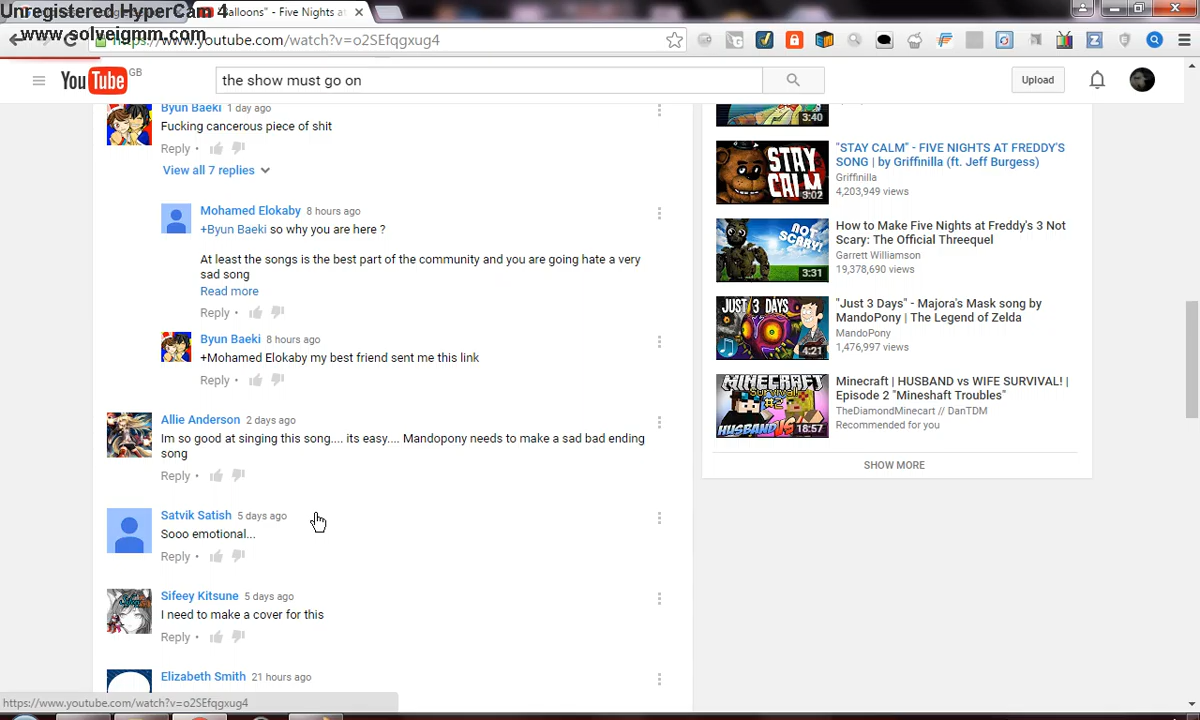 Unregistered HyperCam 4
www.solveigmm.com
Balloons" - Five Nights at
https://www.youtube.com/watch?v=o2SEfqgxug4
YouTube GB
the show must go on
Upload
Byun Baeki 1 day ago
Fucking cancerous piece of shit
Reply •
View all 7 replies
Mohamed Elokaby 8 hours ago
+Byun Baeki so why you are here ?
At least the songs is the best part of the community and you are going hate a very
sad song
Read more
Reply •
Byun Baeki 8 hours ago
+Mohamed Elokaby my best friend sent me this link
Reply •
Allie Anderson 2 days ago
Im so good at singing this song.... its easy.... Mandopony needs to make a sad bad ending
song
Reply •
Satvik Satish 5 days ago
Sooo emotional...
Reply •
Sifeey Kitsune 5 days ago
I need to make a cover for this
Reply •
Elizabeth Smith 21 hours ago
https://www.youtube.com/watch?v=o2SEfqgxug4
3:40
STAY
CALM
3:02
"STAY CALM" - FIVE NIGHTS AT FREDDY'S
SONG | by Griffinilla (ft. Jeff Burgess)
Griffinilla
4,203,949 views
NOT
SCARY!
3:31
How to Make Five Nights at Freddy's 3 Not
Scary: The Official Threequel
Garrett Williamson
19,378,690 views
JUST 3 DAYS
4:21
"Just 3 Days" - Majora's Mask song by
MandoPony | The Legend of Zelda
MandoPony
1,476,997 views
MINECRAFT
Survival!
#2
HUSBAND VS WIFE
18:57
Minecraft | HUSBAND vs WIFE SURVIVAL! |
Episode 2 "Mineshaft Troubles"
TheDiamondMinecart // DanTDM
Recommended for you
SHOW MORE